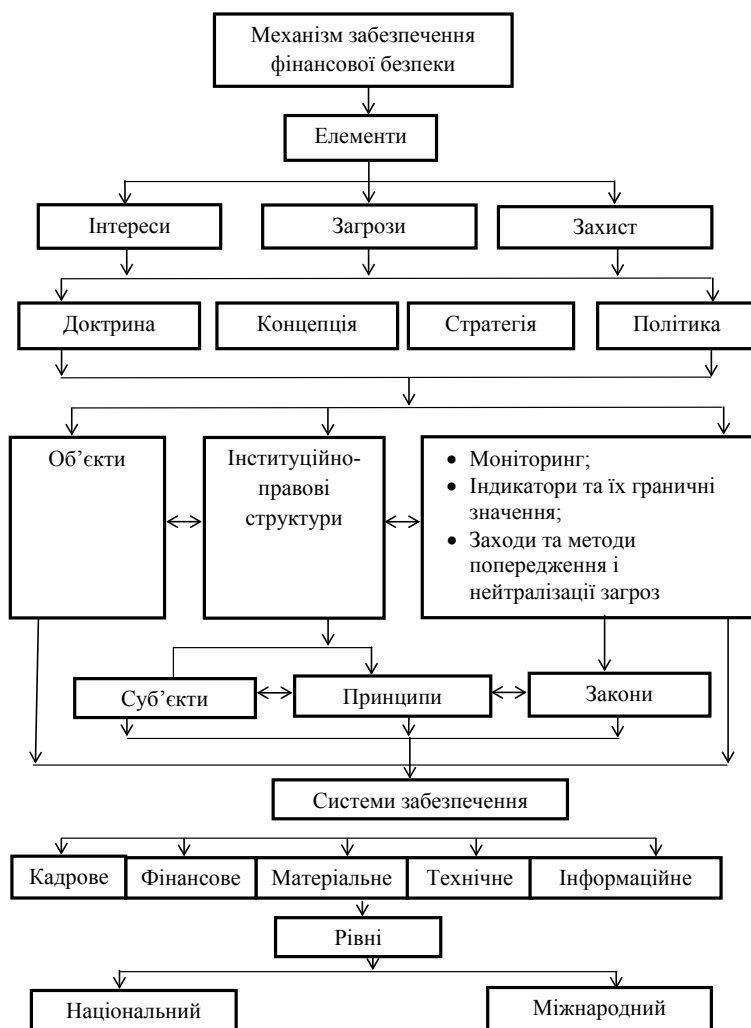 Механізм забезпечення
фінансової безпеки
Елементи
Інтереси
Загрози
Захист
Доктрина
Концепція
Стратегія
Політика
Об’єкти
Інституційно-
правові
структури
• Моніторинг;
• Індикатори та їх граничні
значення;
• Заходи та методи
попередження і
нейтралізації загроз
Суб’єкти
Принципи
Закони
Системи забезпечення
Кадрове
Фінансове
Матеріальне
Технічне
Інформаційне
Рівні
Національний
Міжнародний